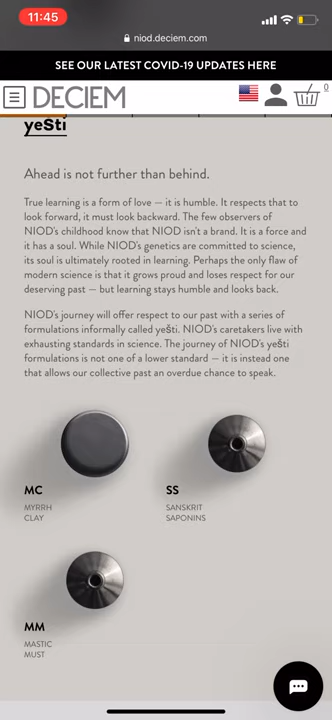 11:45
niod.deciem.com
SEE OUR LATEST COVID-19 UPDATES HERE
DECIEM
0
yeŠti
Ahead is not further than behind.
True learning is a form of love — it is humble. It respects that to
look forward, it must look backward. The few observers of
NIOD's childhood know that NIOD isn't a brand. It is a force and
it has a soul. While NIOD's genetics are committed to science,
its soul is ultimately rooted in learning. Perhaps the only flaw of
modern science is that it grows proud and loses respect for our
deserving past — but learning stays humble and looks back.
NIOD's journey will offer respect to our past with a series of
formulations informally called yeŠti. NIOD's caretakers live with
exhausting standards in science. The journey of NIOD's yeŠti
formulations is not one of a lower standard — it is instead one
that allows our collective past an overdue chance to speak.
MC
MYRRH
CLAY
SS
SANSKRIT
SAPONINS
MM
MASTIC
MUST